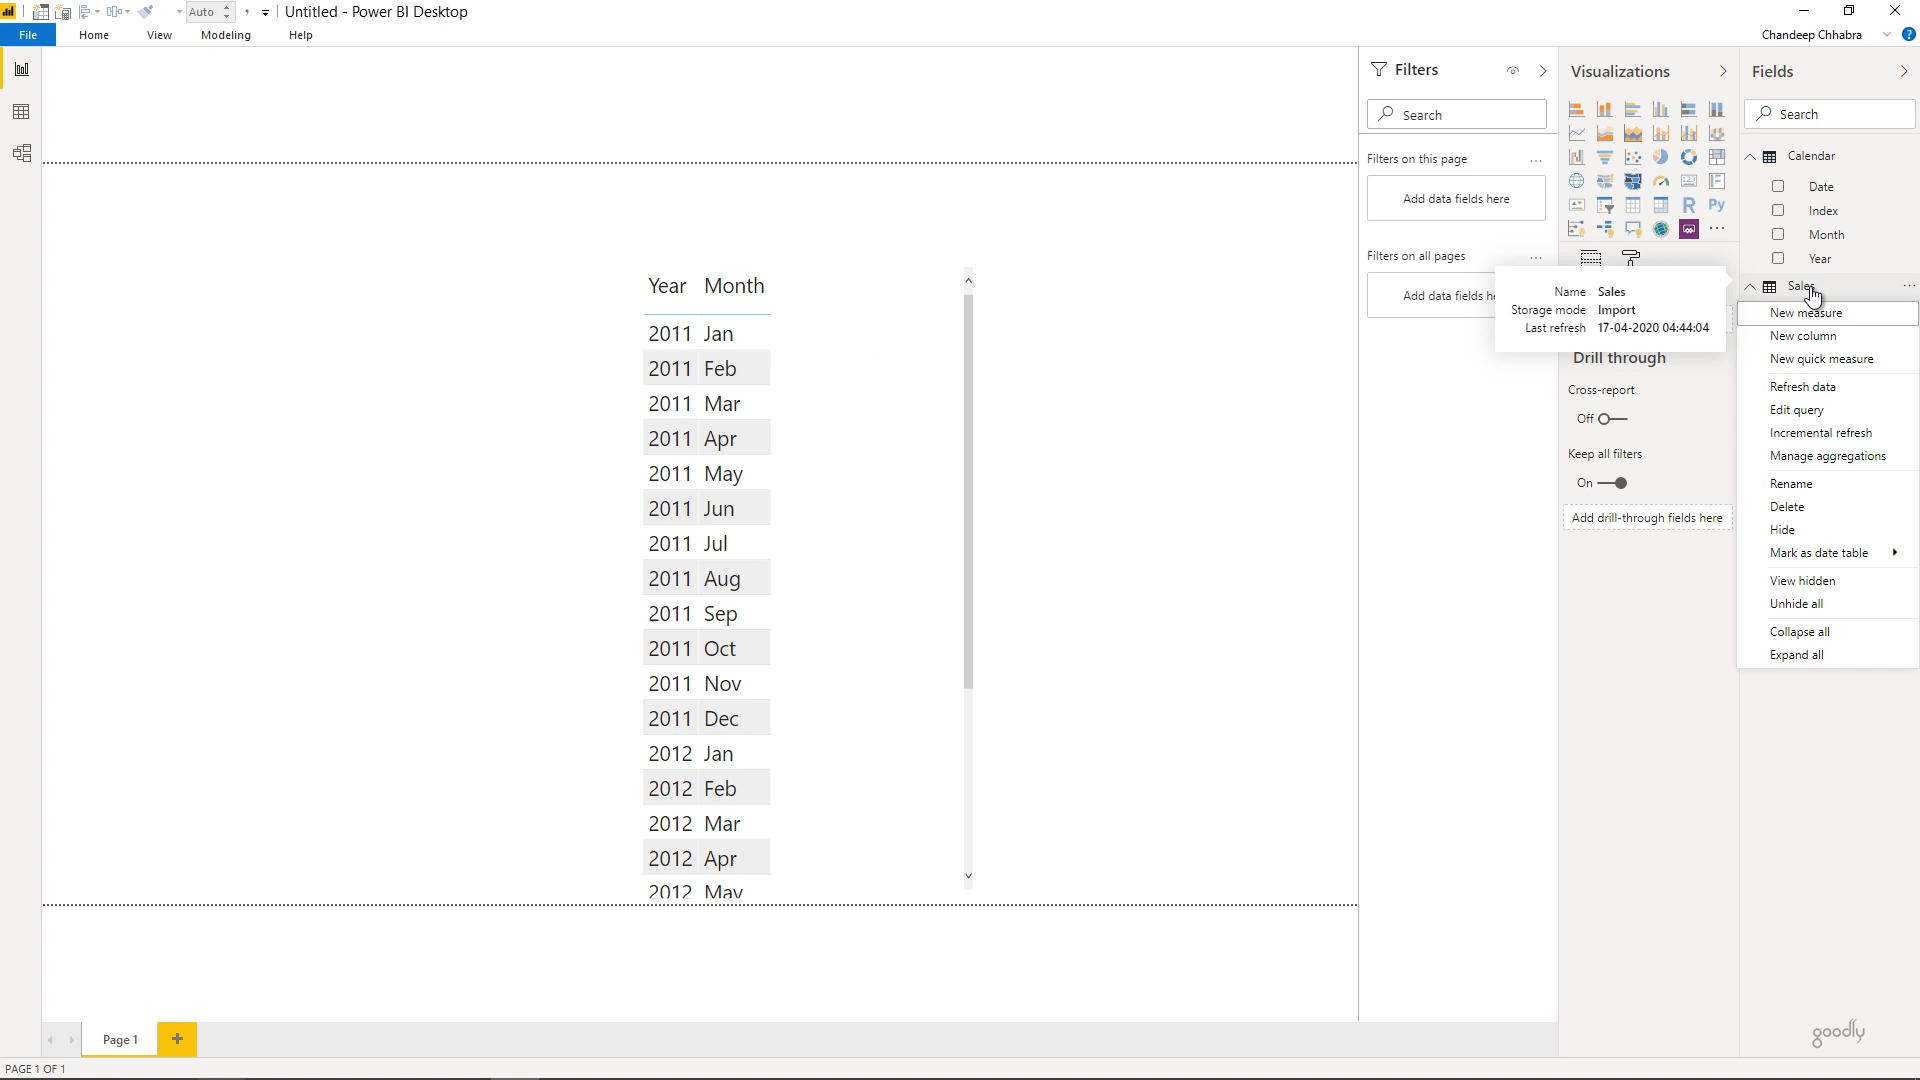 Auto
Untitled - Power BI Desktop
File
Home
View
Modeling
Help
Chandeep Chhabra
?
Year Month
2011 Jan
2011 Feb
2011 Mar
2011 Apr
2011 May
2011 Jun
2011 Jul
2011 Aug
2011 Sep
2011 Oct
2011 Nov
2011 Dec
2012 Jan
2012 Feb
2012 Mar
2012 Apr
2012 May
Filters
Search
Filters on this page
...
Add data fields here
Filters on all pages
...
Add data fields he
Visualizations
123
R
Py
...
Name Sales
Storage mode Import
Last refresh 17-04-2020 04:44:04
Drill through
Cross-report
Off
Keep all filters
On
Add drill-through fields here
Fields
Search
Calendar
Date
Index
Month
Year
Sales
...
New measure
New column
New quick measure
Refresh data
Edit query
Incremental refresh
Manage aggregations
Rename
Delete
Hide
Mark as date table
View hidden
Unhide all
Collapse all
Expand all
goodly
Page 1
+
PAGE 1 OF 1